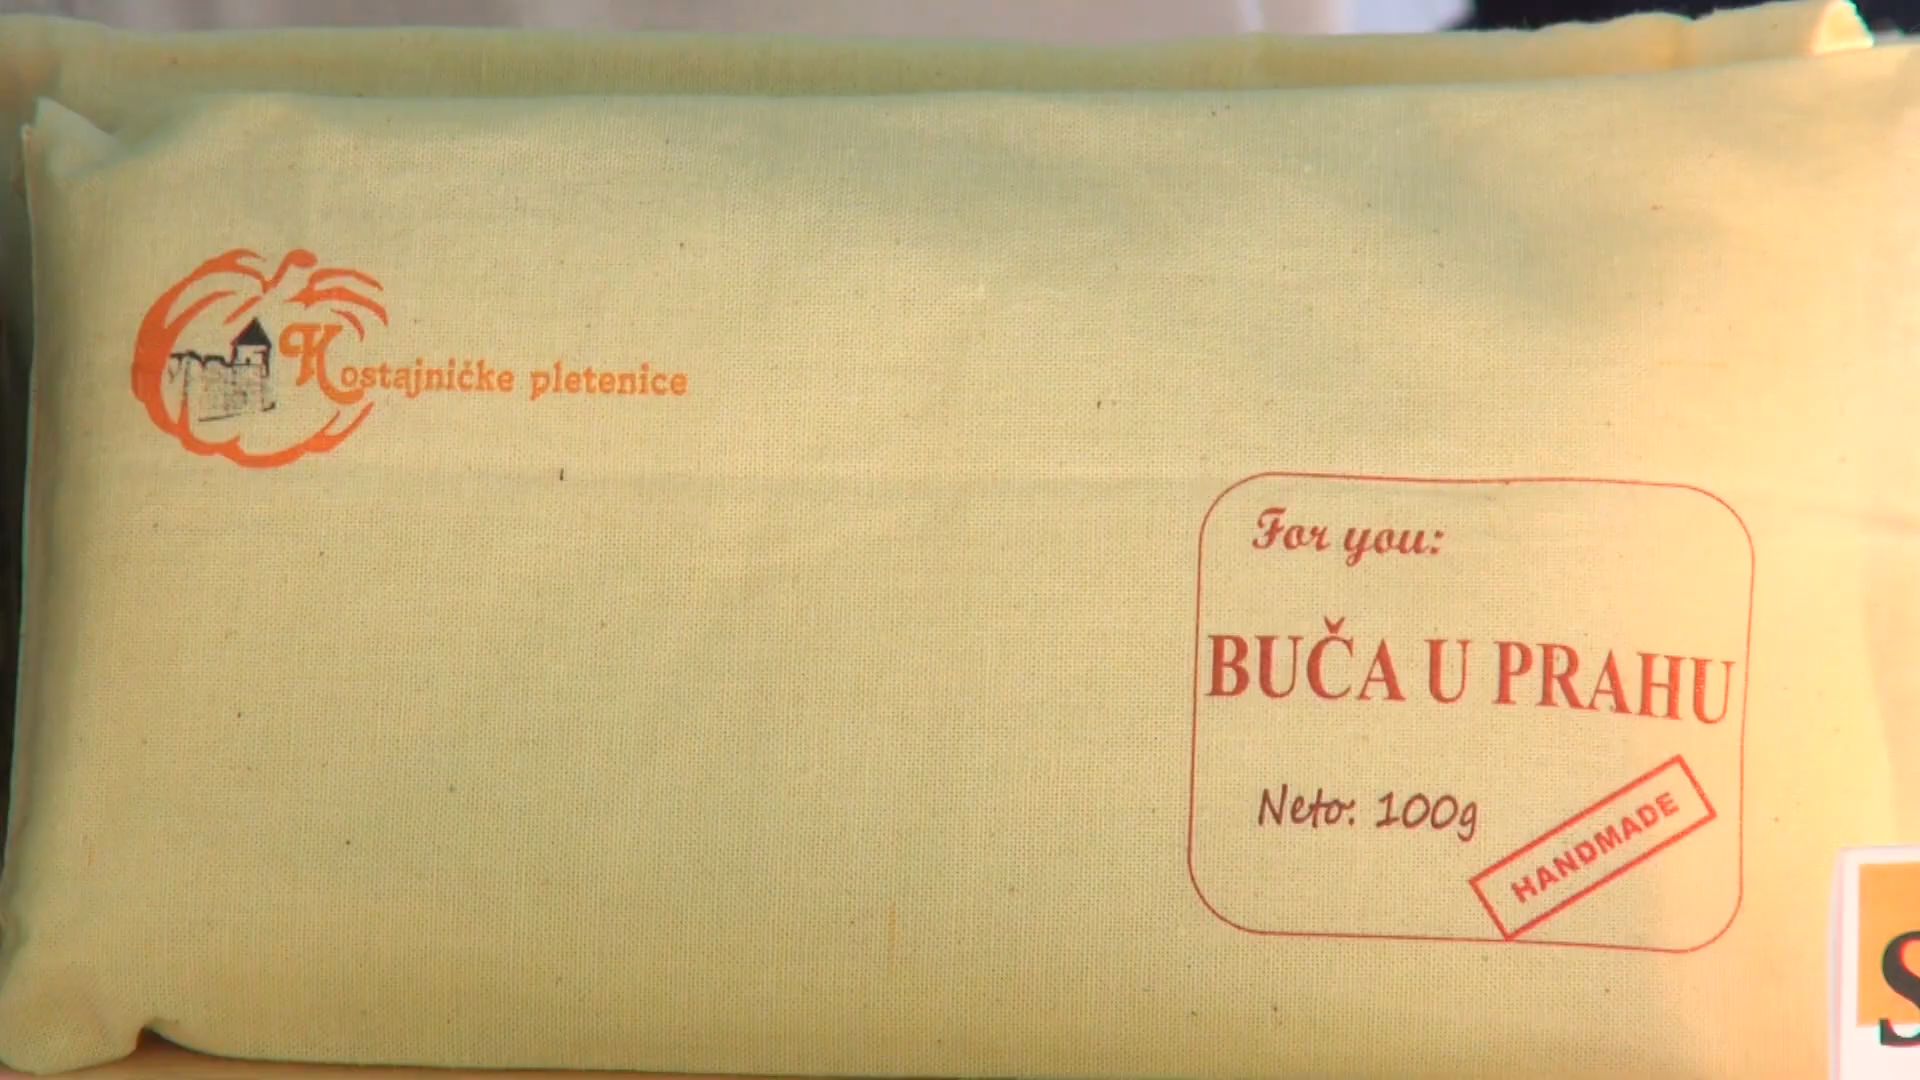 Kostajničke pletenice
For you:
BUČA U PRAHU
Neto: 100g
HANDMADE
S